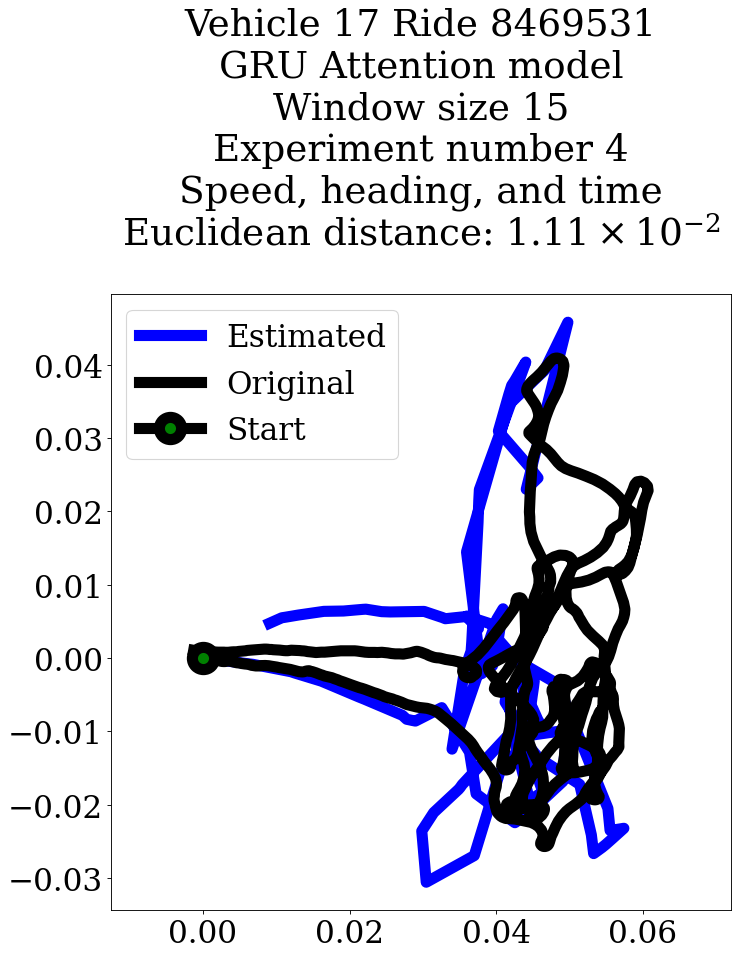 Vehicle 17 Ride 8469531
GRU Attention model
Window size 15
Experiment number 4
Speed, heading, and time
Euclidean distance: 1.11 × 10⁻²
Estimated
Original
Start
0.04
0.03
0.02
0.01
0.00
−0.01
−0.02
−0.03
0.00 0.02 0.04 0.06